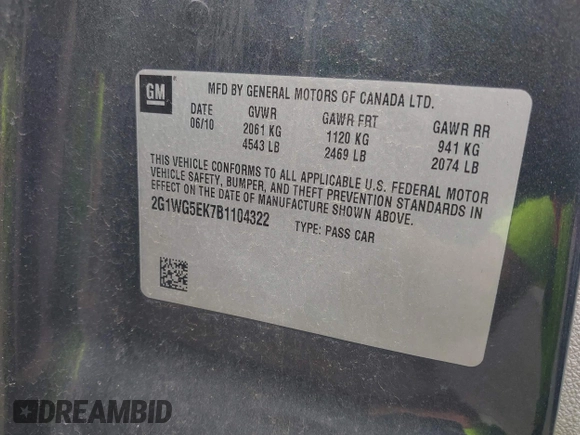 GM
MFD BY GENERAL MOTORS OF CANADA LTD.
DATE GVWR GAWR FRT GAWR RR
06/10 2061 KG 1120 KG 941 KG
4543 LB 2469 LB 2074 LB
THIS VEHICLE CONFORMS TO ALL APPLICABLE U.S. FEDERAL MOTOR
VEHICLE SAFETY, BUMPER, AND THEFT PREVENTION STANDARDS IN
EFFECT ON THE DATE OF MANUFACTURE SHOWN ABOVE.
2G1WG5EK7B1104322 TYPE: PASS CAR
DREAMBID